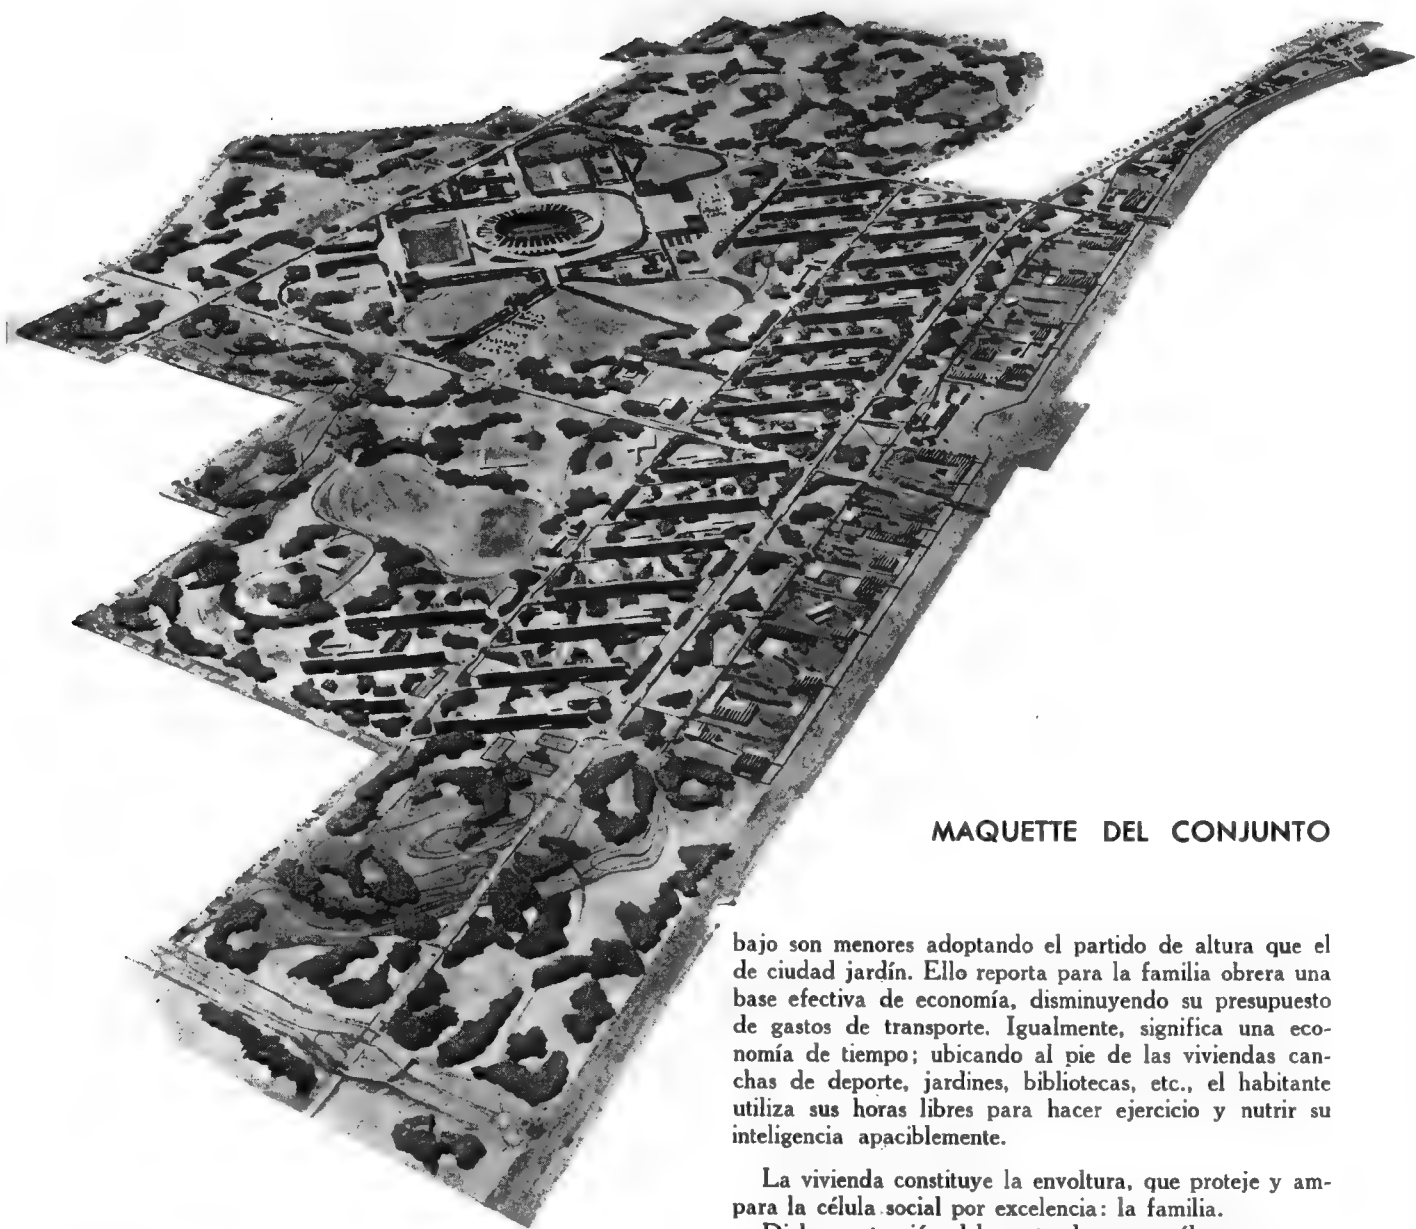 MAQUETTE DEL CONJUNTO
bajo son menores adoptando el partido de altura que el
de ciudad jardín. Ello reporta para la familia obrera una
base efectiva de economía, disminuyendo su presupuesto
de gastos de transporte. Igualmente, significa una eco-
nomía de tiempo; ubicando al pie de las viviendas can-
chas de deporte, jardines, bibliotecas, etc., el habitante
utiliza sus horas libres para hacer ejercicio y nutrir su
inteligencia apaciblemente.
La vivienda constituye la envoltura, que proteje y am-
para la célula social por excelencia: la familia.